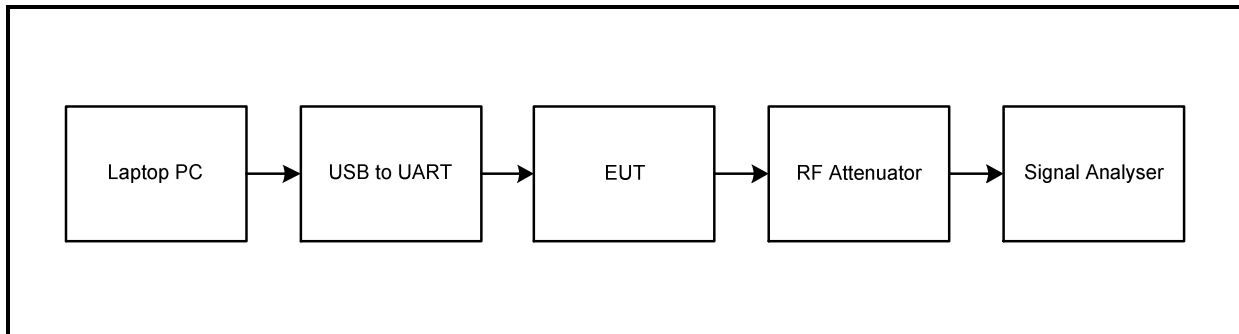 Laptop PC
USB to UART
EUT
RF Attenuator
Signal Analyser